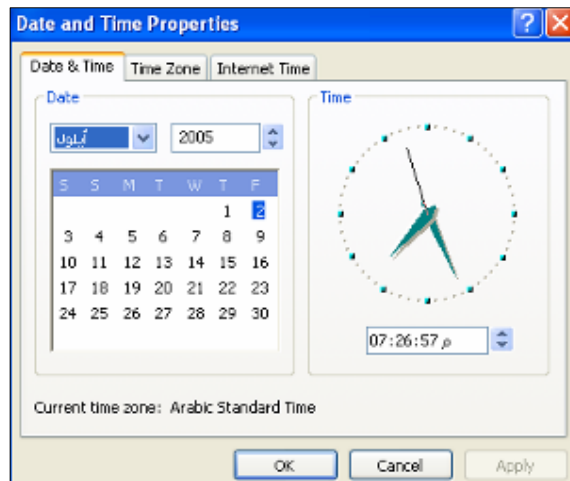 Date and Time Properties
Date & Time Time Zone Internet Time
Date Time
أيلول 2005
S S M T W T F
1 2
3 4 5 6 7 8 9
10 11 12 13 14 15 16
17 18 19 20 21 22 23
24 25 26 27 28 29 30
07:26:57 م
Current time zone: Arabic Standard Time
OK Cancel Apply